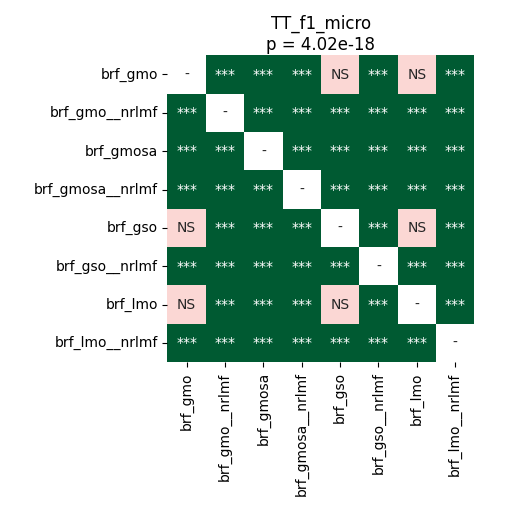 TT_f1_micro
p = 4.02e-18
brf_gmo - *** *** *** NS *** NS ***
brf_gmo__nrlmf *** - *** *** *** *** *** ***
brf_gmosa *** *** - *** *** *** *** ***
brf_gmosa__nrlmf *** *** *** - *** *** *** ***
brf_gso NS *** *** *** - *** NS ***
brf_gso__nrlmf *** *** *** *** *** - *** ***
brf_lmo NS *** *** *** NS *** - ***
brf_lmo__nrlmf *** *** *** *** *** *** *** -
brf_gmo
brf_gmo__nrlmf
brf_gmosa
brf_gmosa__nrlmf
brf_gso
brf_gso__nrlmf
brf_lmo
brf_lmo__nrlmf